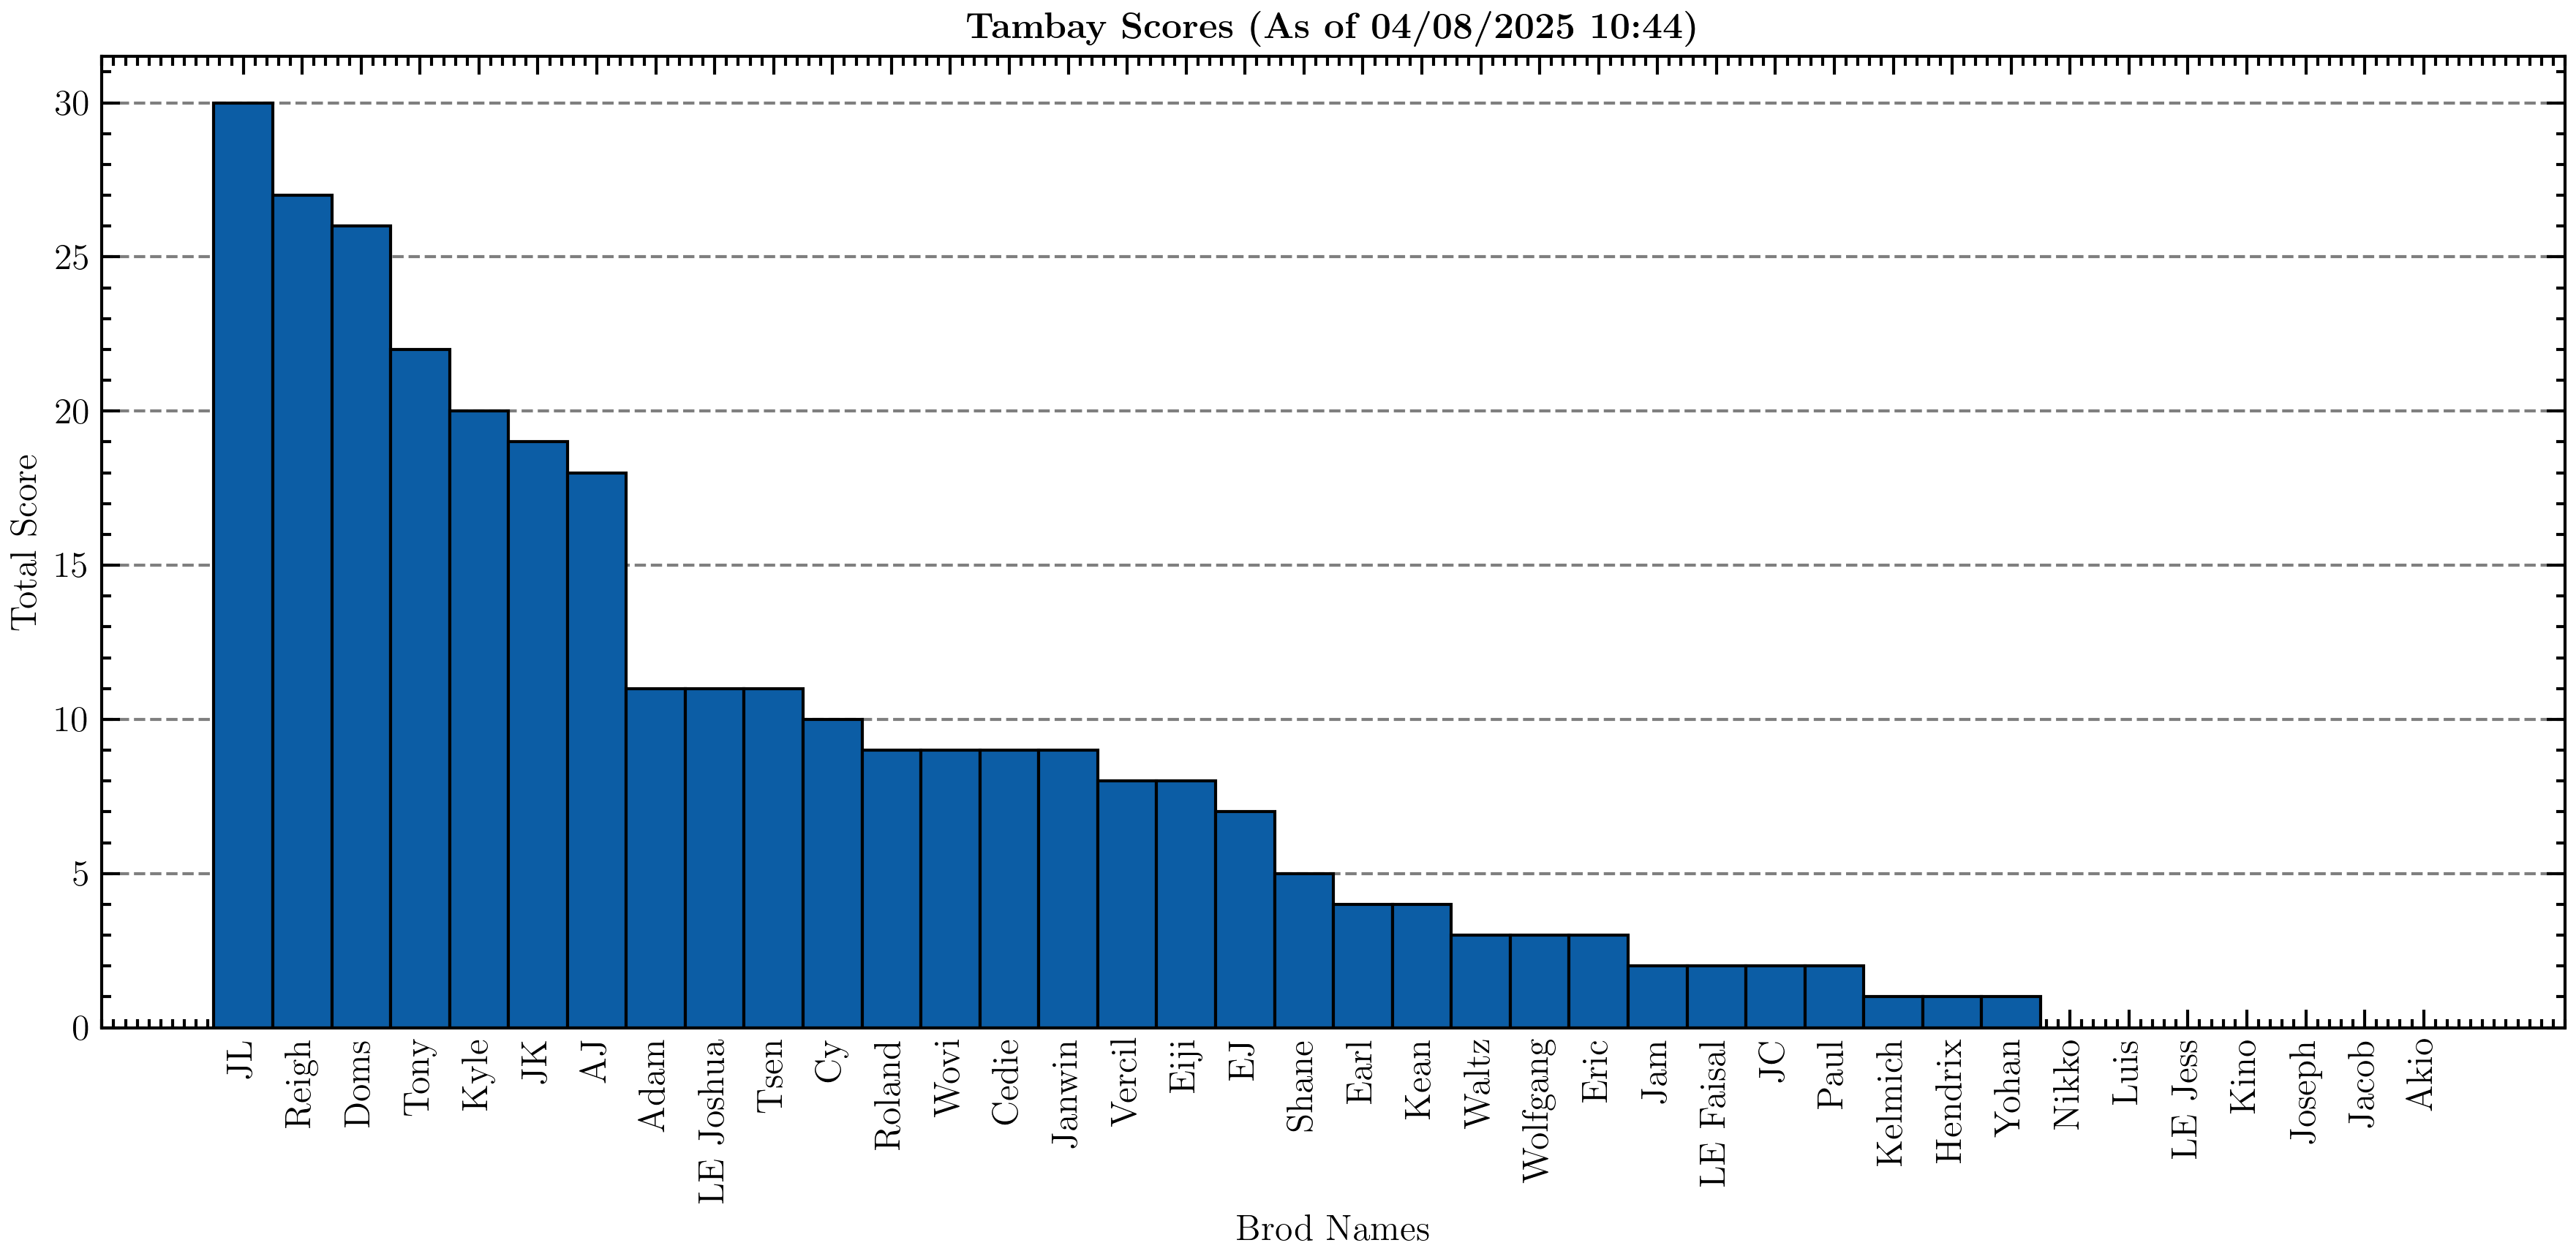 Tambay Scores (As of 04/08/2025 10:44)
Total Score
30
25
20
15
10
5
0
JL
Reigh
Doms
Tony
Kyle
JK
AJ
Adam
LE Joshua
Tsen
Cy
Roland
Wovi
Cedie
Janwin
Vercil
Eiji
EJ
Shane
Earl
Kean
Waltz
Wolfgang
Eric
Jam
LE Faisal
JC
Paul
Kelmich
Hendrix
Yohan
Nikko
Luis
LE Jess
Kino
Joseph
Jacob
Akio
Brod Names